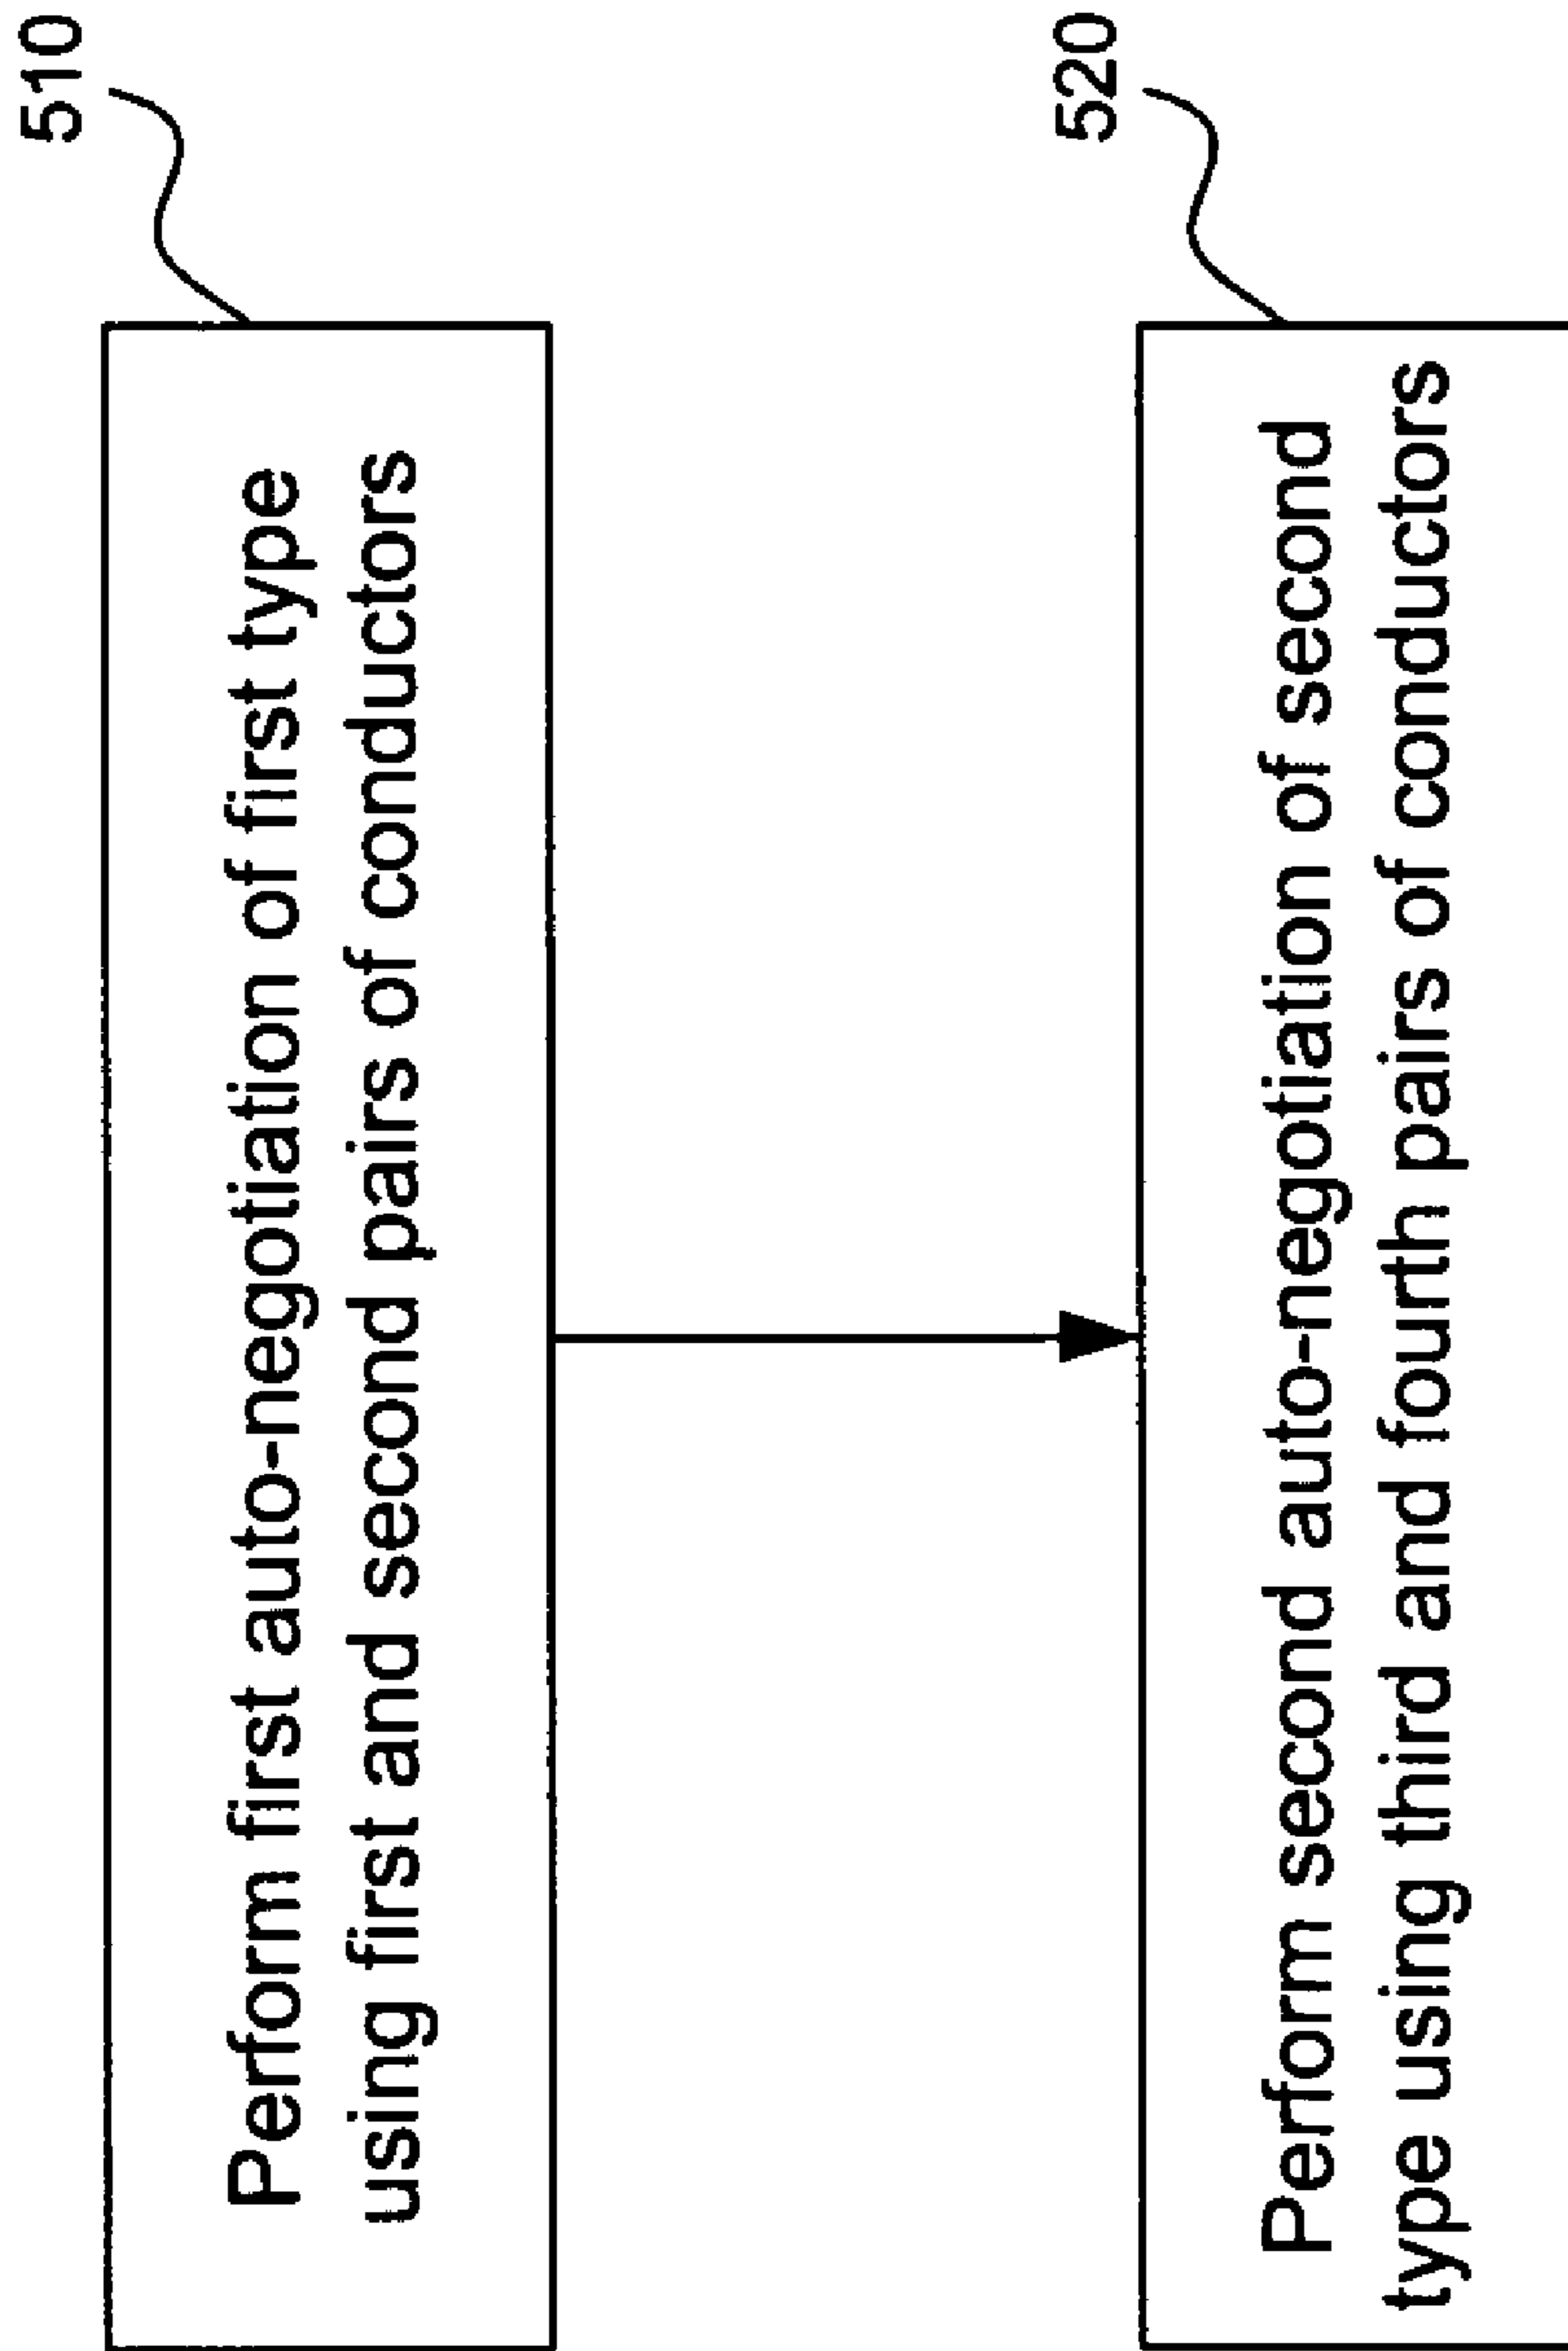 510
Perform first auto-negotiation of first type
using first and second pairs of conductors
520
Perform second auto-negotiation of second
type using third and fourth pairs of conductors